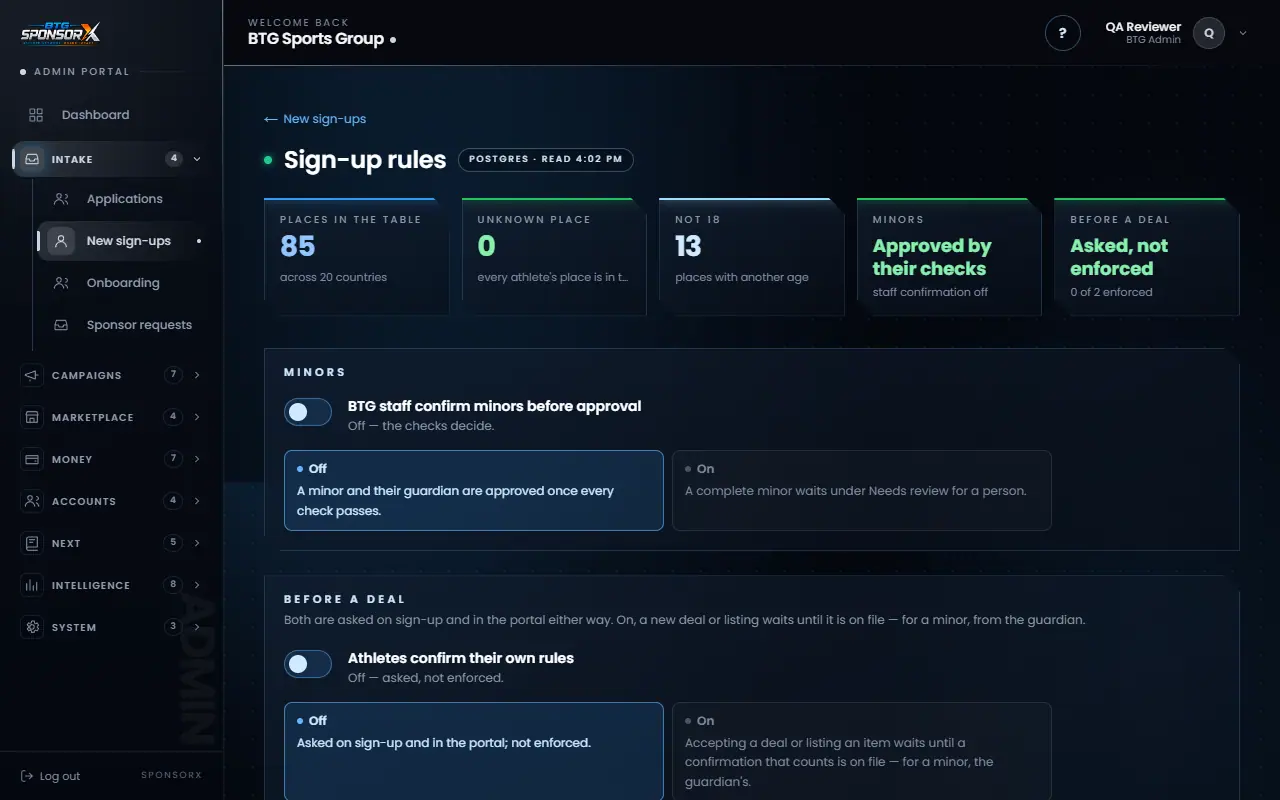 BTG
SPONSORX
ADMIN PORTAL
Dashboard
INTAKE 4
Applications
New sign-ups
Onboarding
Sponsor requests
CAMPAIGNS 7
MARKETPLACE 4
MONEY 7
ACCOUNTS 4
NEXT 5
INTELLIGENCE 8
SYSTEM 3
ADMIN
Log out
SPONSORX
WELCOME BACK
BTG Sports Group
?
QA Reviewer
BTG Admin
Q
← New sign-ups
Sign-up rules
POSTGRES · READ 4:02 PM
PLACES IN THE TABLE
85
across 20 countries
UNKNOWN PLACE
0
every athlete's place is in t...
NOT 18
13
places with another age
MINORS
Approved by
their checks
staff confirmation off
BEFORE A DEAL
Asked, not
enforced
0 of 2 enforced
MINORS
BTG staff confirm minors before approval
Off — the checks decide.
Off
A minor and their guardian are approved once every
check passes.
On
A complete minor waits under Needs review for a person.
BEFORE A DEAL
Both are asked on sign-up and in the portal either way. On, a new deal or listing waits until it is on file — for a minor, from the guardian.
Athletes confirm their own rules
Off — asked, not enforced.
Off
Asked on sign-up and in the portal; not enforced.
On
Accepting a deal or listing an item waits until a
confirmation that counts is on file — for a minor, the
guardian's.